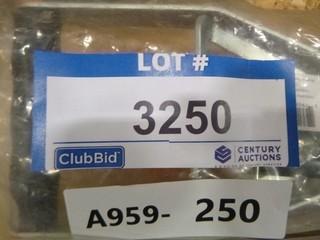 LOT #
3250
ClubBid
CENTURY
AUCTIONS
A959- 250